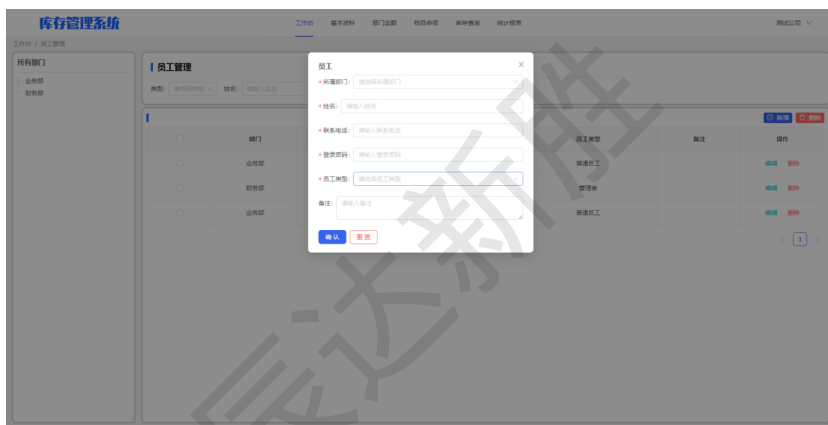 库存管理系统
工作台 基本资料 部门宿舍 物品申领 库存查询 统计报表
测试公司
工作台 / 员工管理
所有部门
业务部
财务部
员工管理
类型: 请选择类型 姓名: 请输入姓名
新增 删除
部门 员工类型 备注 操作
业务部 普通员工 编辑 删除
财务部 管理者 编辑 删除
业务部 普通员工 编辑 删除
1
员工
* 所属部门: 请选择所属部门
* 姓名: 请输入姓名
* 联系电话: 请输入联系电话
* 登录密码: 请输入登录密码
* 员工类型: 请选择员工类型
备注: 请输入备注
确认 重置
辰达新胜